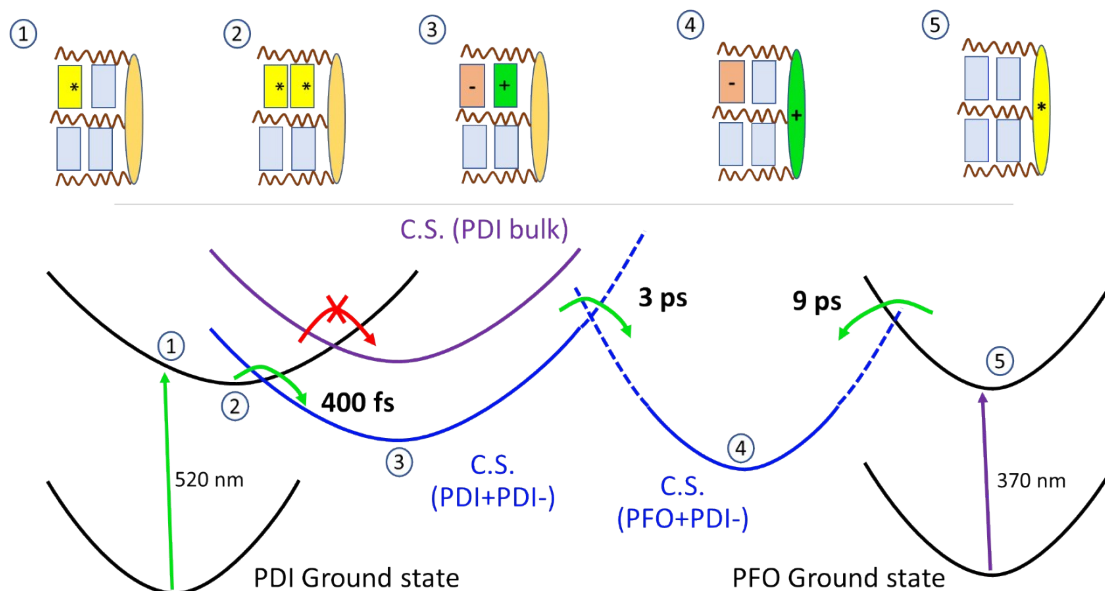 1
2
3
4
5
*
* *
- +
-
+
*
C.S. (PDI bulk)
3 ps
9 ps
1
5
2
400 fs
3
4
520 nm
C.S.
(PDI+PDI-)
C.S.
(PFO+PDI-)
370 nm
PDI Ground state
PFO Ground state